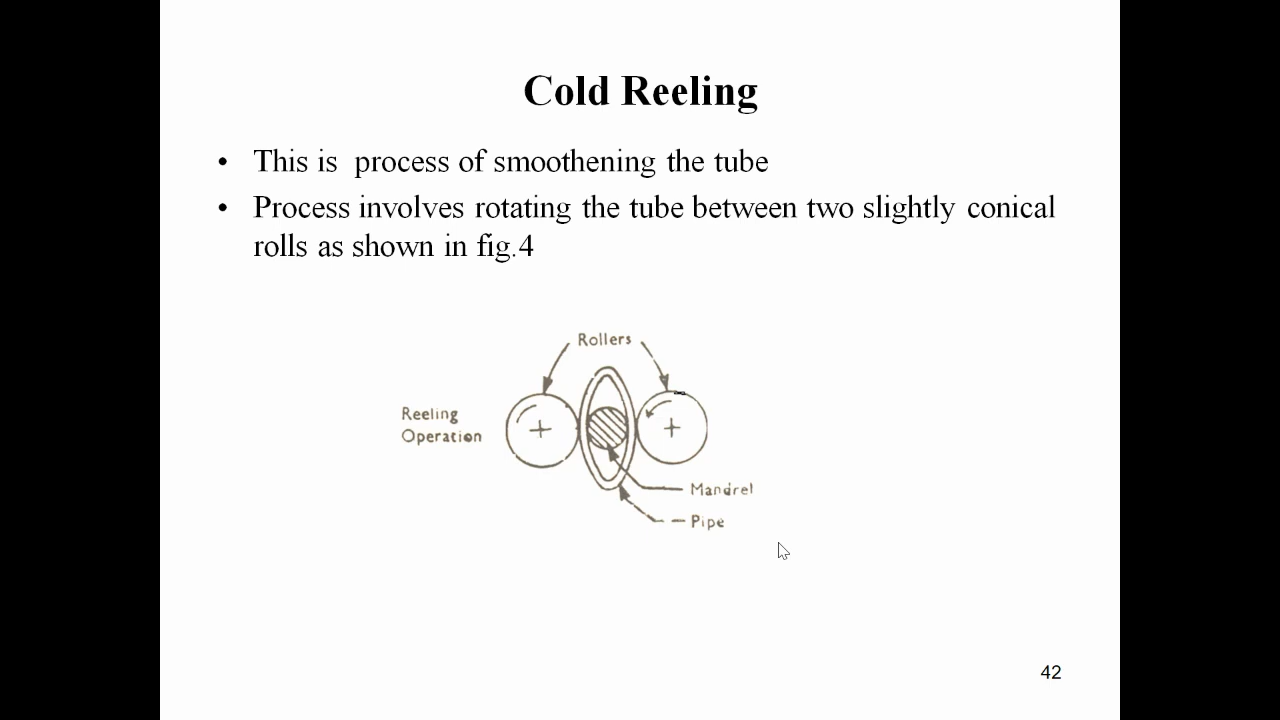 Cold Reeling
• This is process of smoothening the tube
• Process involves rotating the tube between two slightly conical
rolls as shown in fig.4
Rollers
Reeling
Operation
Mandrel
Pipe
42